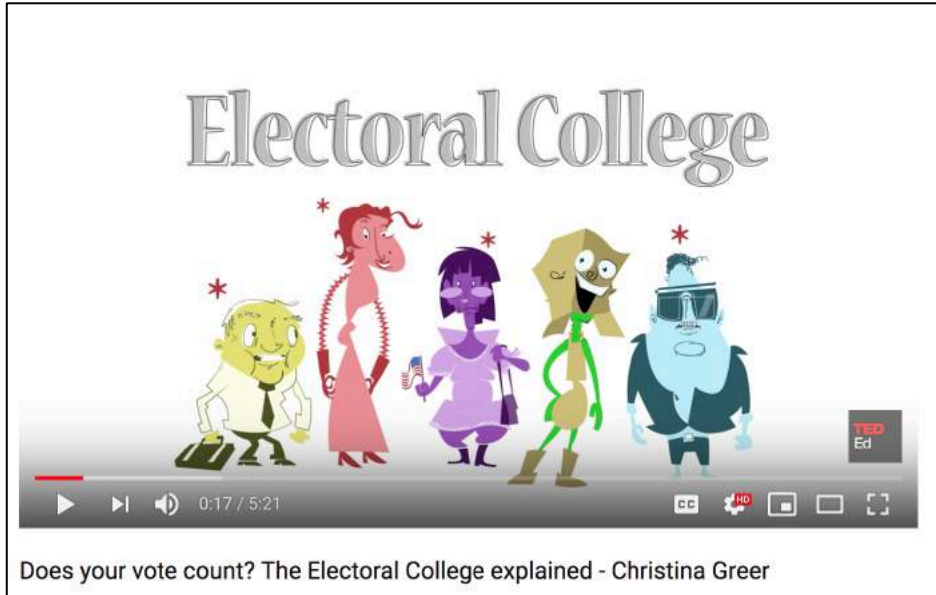 Electoral College
TED
Ed
0:17 / 5:21
CC
HD
Does your vote count? The Electoral College explained - Christina Greer